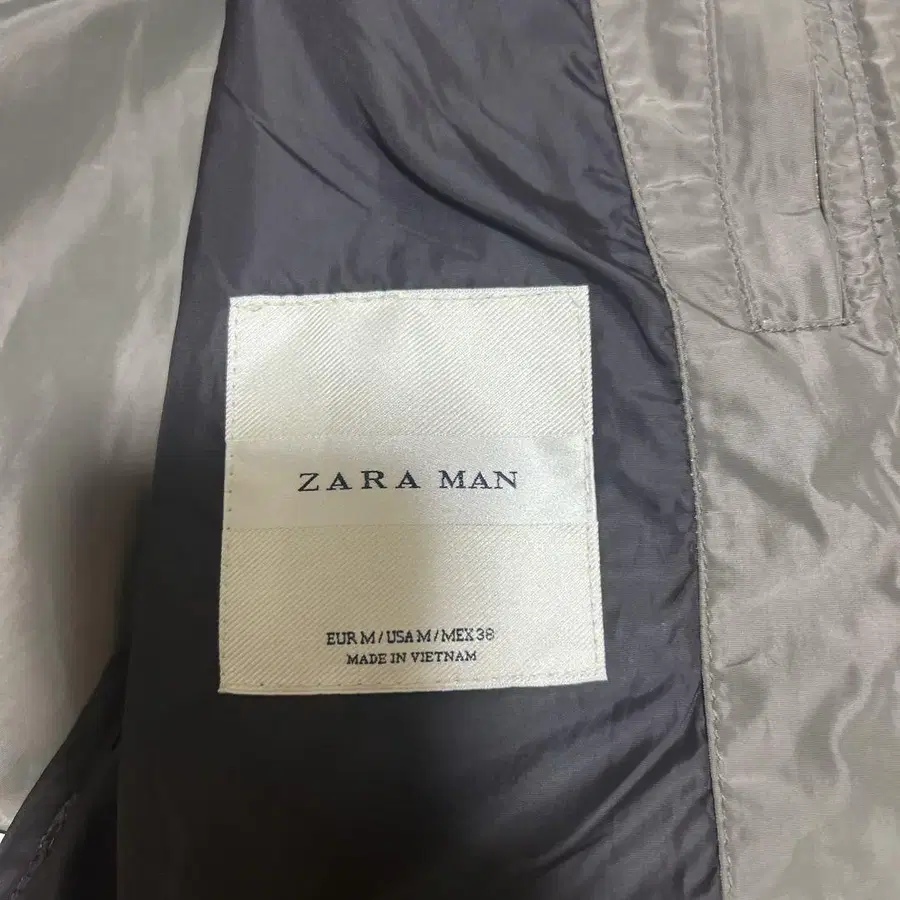 ZARA MAN
EUR M / USA M / MEX 38
MADE IN VIETNAM